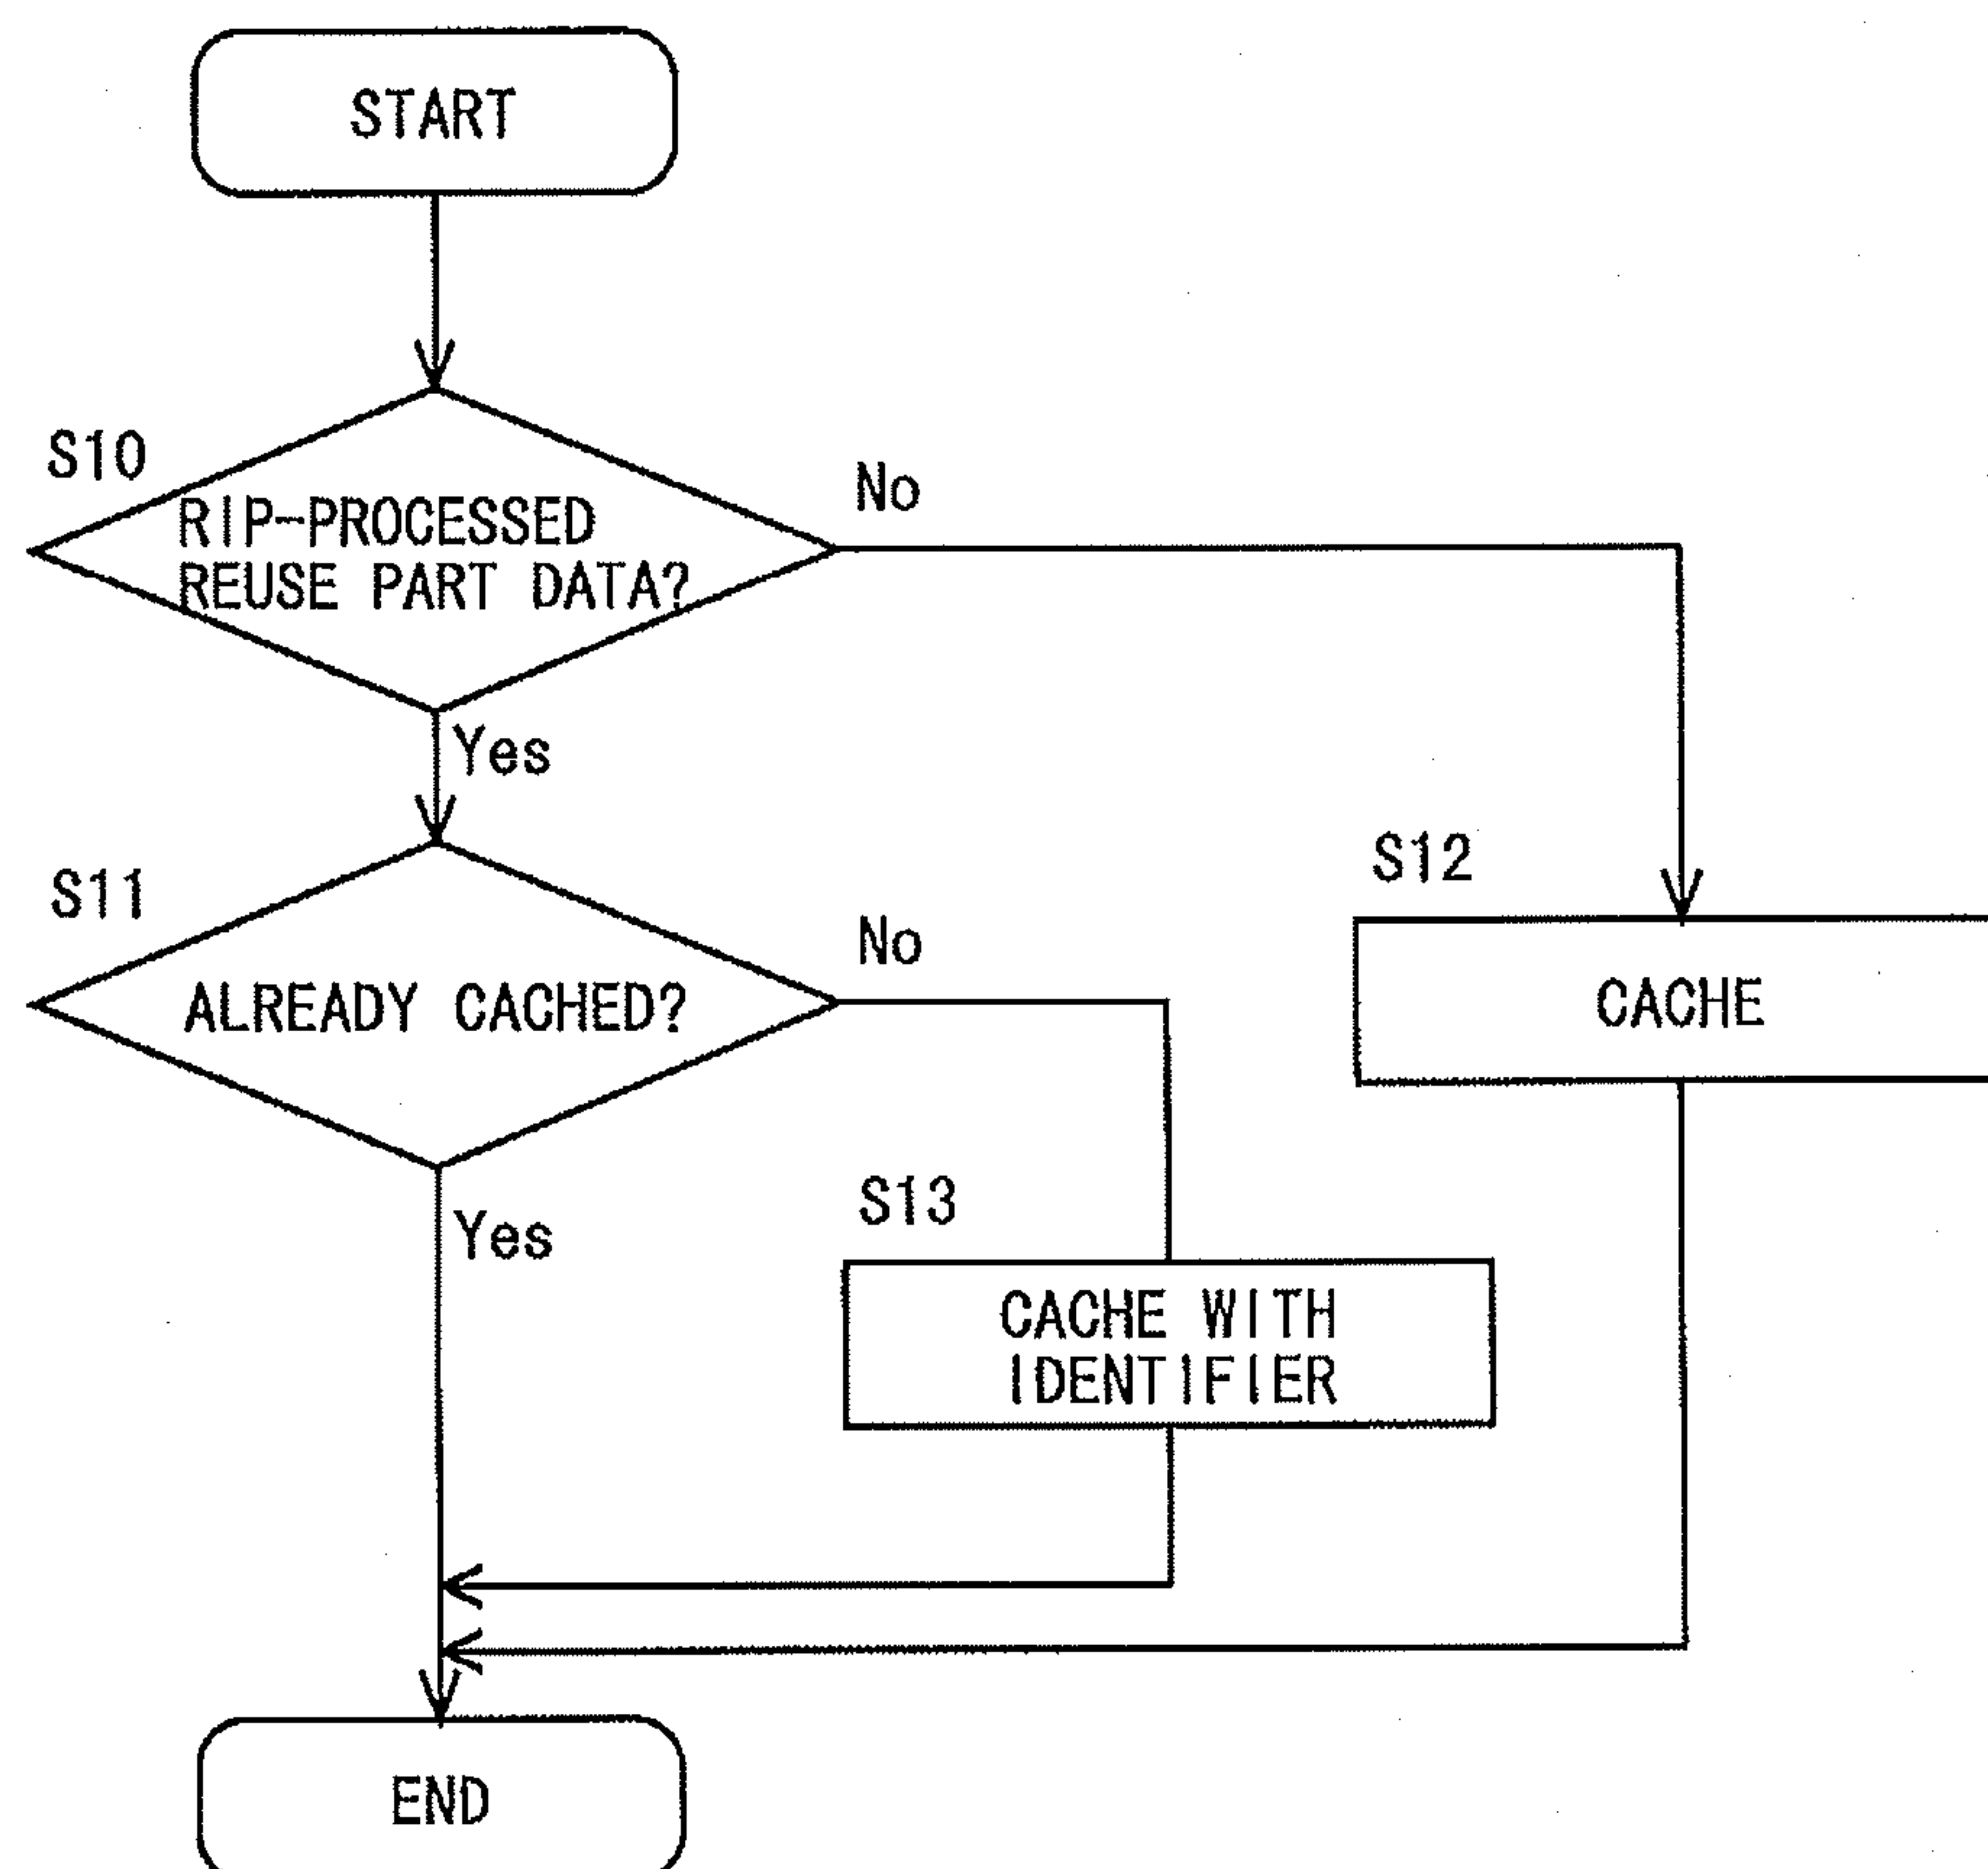 START
S10
No
RIP-PROCESSED
REUSE PART DATA?
Yes
S11
S12
No
ALREADY CACHED?
CACHE
S13
Yes
CACHE WITH
IDENTIFIER
END